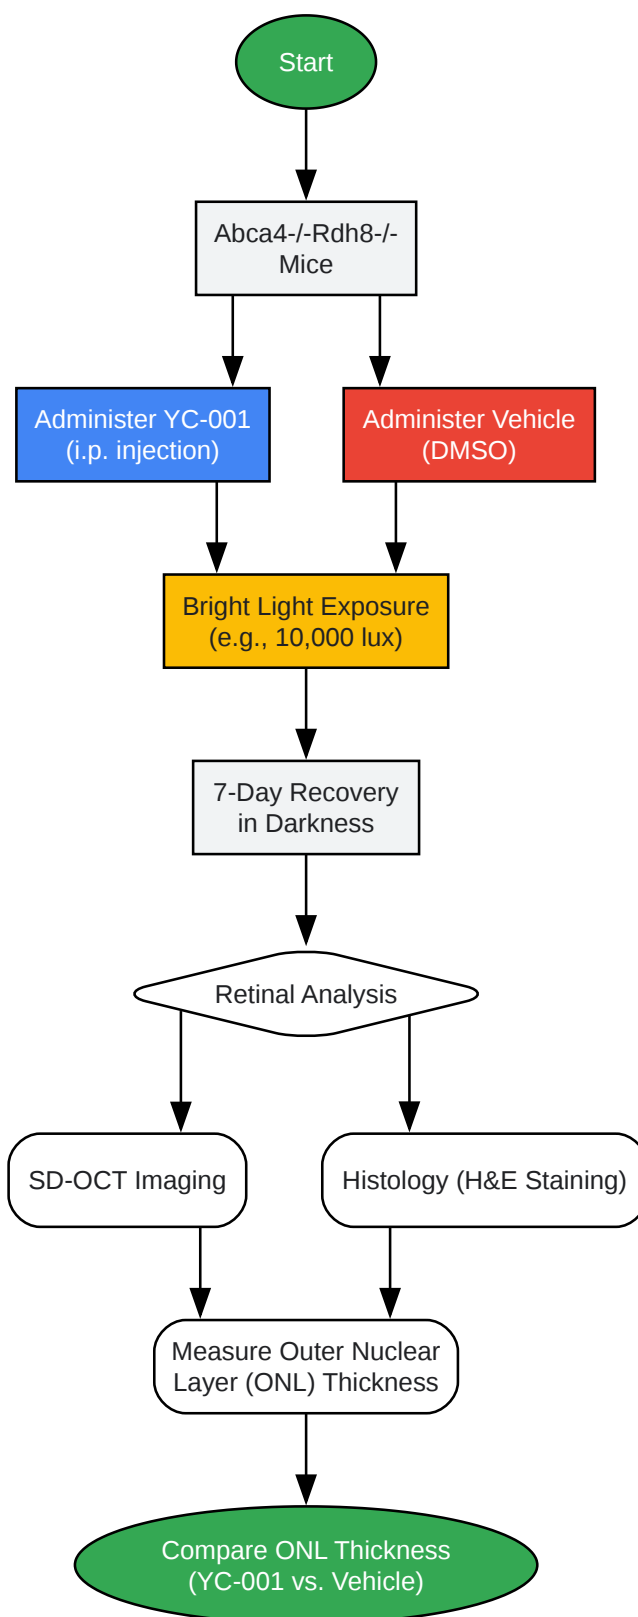 Start
Abca4-/-Rdh8-/-
Mice
Administer YC-001
(i.p. injection)
Administer Vehicle
(DMSO)
Bright Light Exposure
(e.g., 10,000 lux)
7-Day Recovery
in Darkness
Retinal Analysis
SD-OCT Imaging
Histology (H&E Staining)
Measure Outer Nuclear
Layer (ONL) Thickness
Compare ONL Thickness
(YC-001 vs. Vehicle)